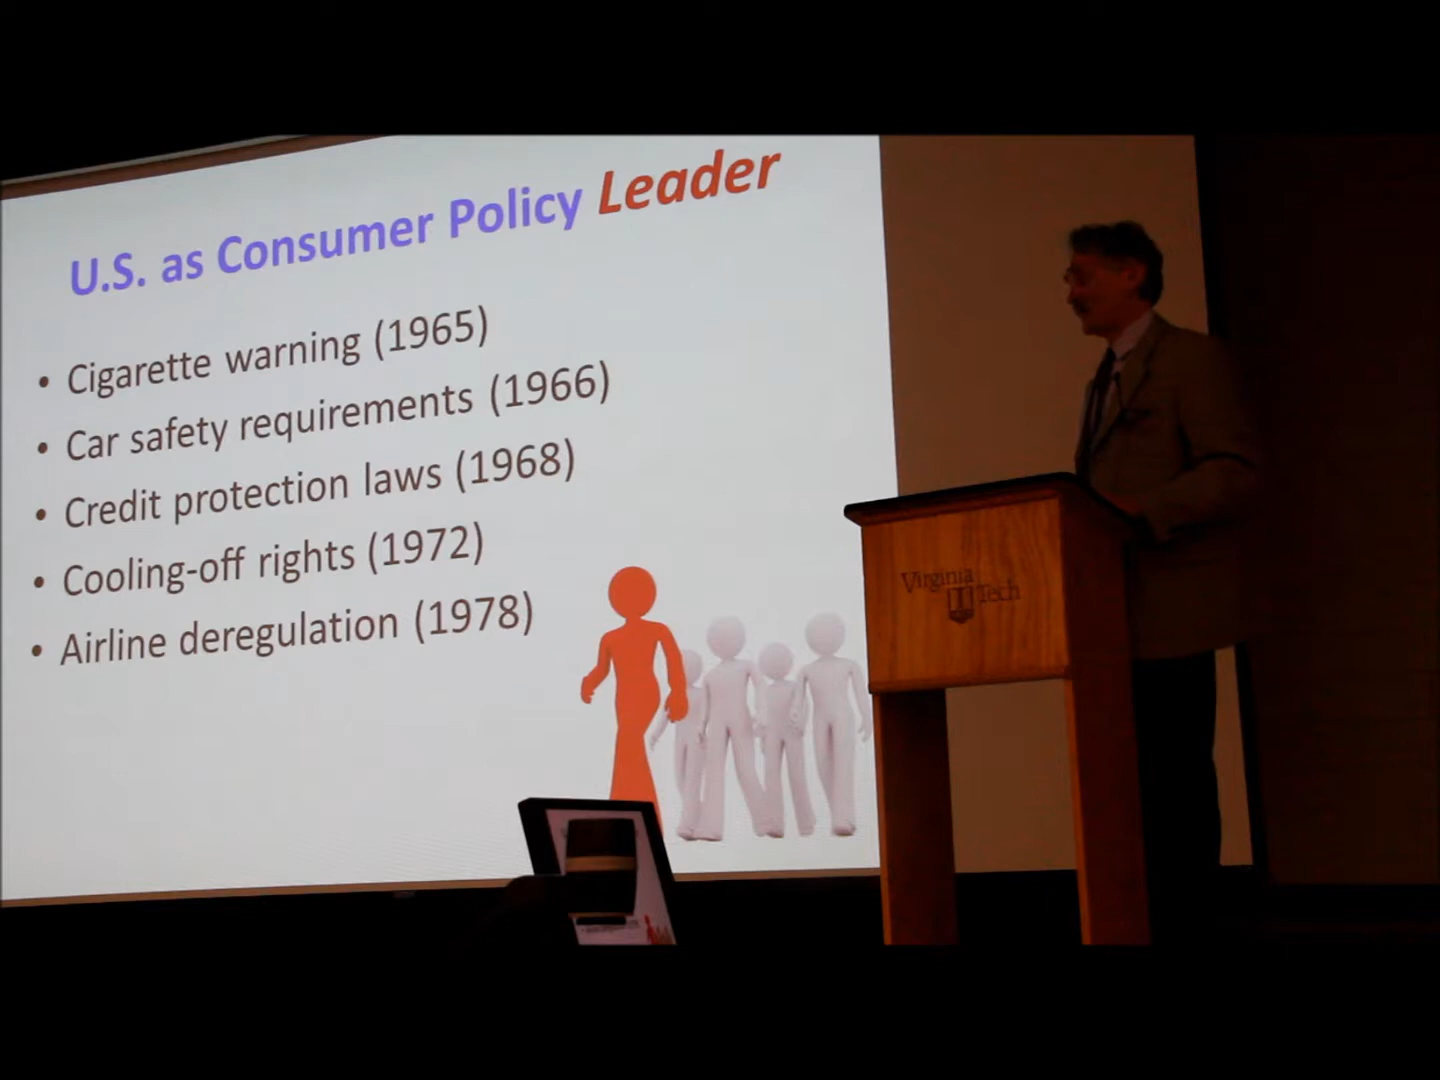 U.S. as Consumer Policy Leader
• Cigarette warning (1965)
• Car safety requirements (1966)
• Credit protection laws (1968)
• Cooling-off rights (1972)
• Airline deregulation (1978)
Virginia
Tech